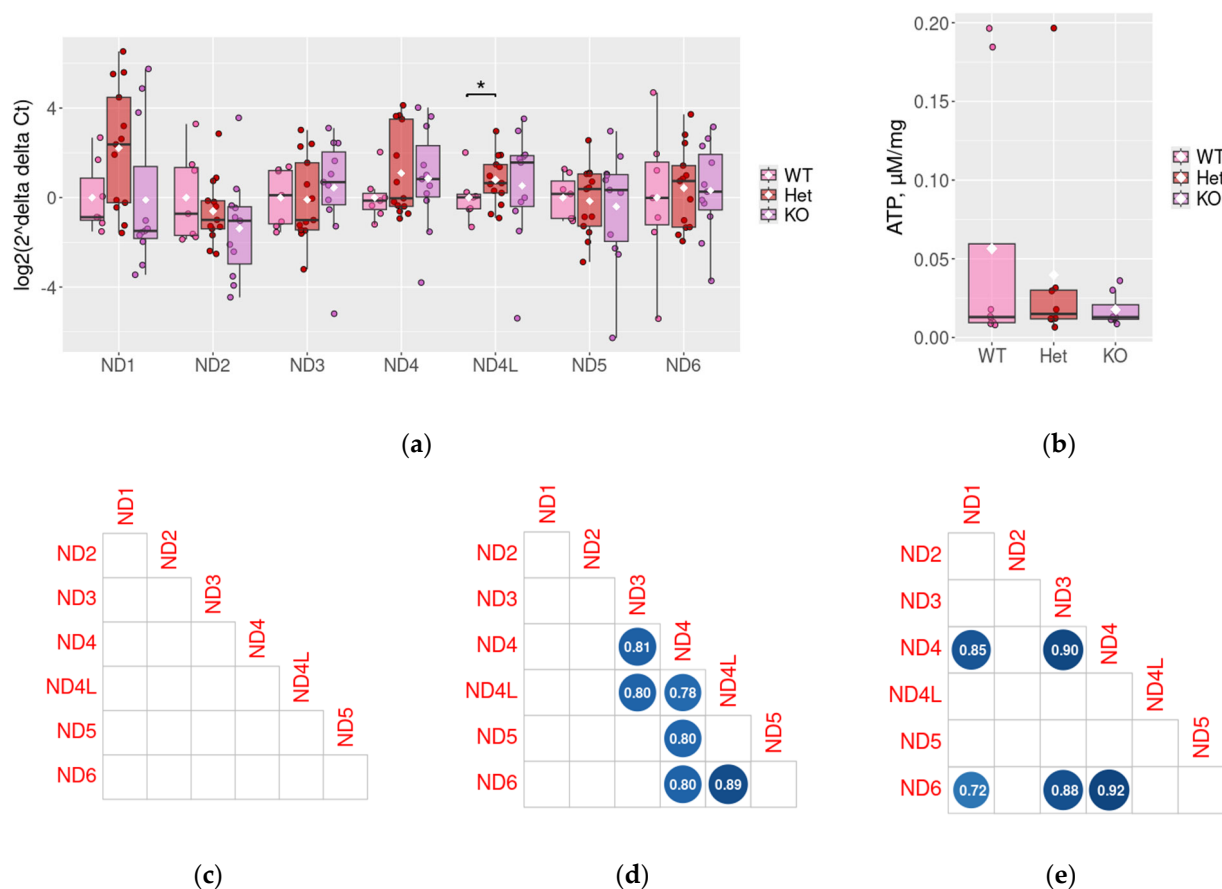 log2(2^delta delta Ct)
4
0
-4
ND1 ND2 ND3 ND4 ND4L ND5 ND6
*
WT
Het
KO
(a)
ATP, µM/mg
0.20
0.15
0.10
0.05
0.00
WT Het KO
WT
Het
KO
(b)
ND1
ND2 ND2
ND3 ND3
ND4 ND4
ND4L ND4L
ND5 ND5
ND6
(c)
ND1
ND2 ND2
ND3 ND3
ND4 0.81 ND4
ND4L 0.80 0.78 ND4L
ND5 0.80 ND5
ND6 0.80 0.89
(d)
ND1
ND2 ND2
ND3 ND3
ND4 0.85 0.90 ND4
ND4L ND4L
ND5 ND5
ND6 0.72 0.88 0.92
(e)